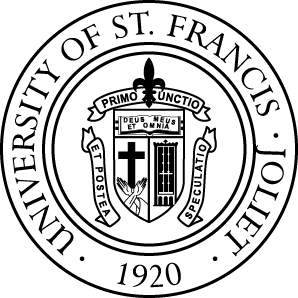 UNIVERSITY OF ST. FRANCIS · JOLIET ·
1920 ·
PRIMO UNCTIO
DEUS MEUS
ET OMNIA
ET POSTEA
SPECULATIO